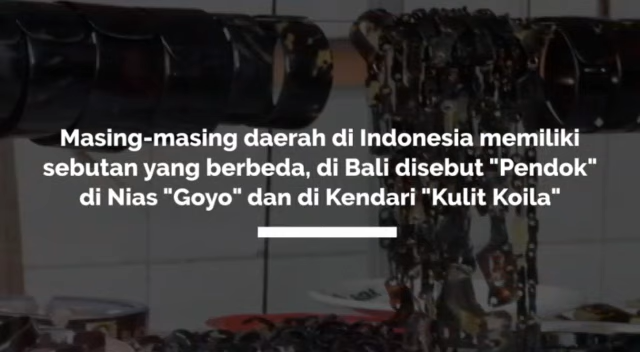 Masing-masing daerah di Indonesia memiliki
sebutan yang berbeda, di Bali disebut "Pendok"
di Nias "Goyo" dan di Kendari "Kulit Koila"